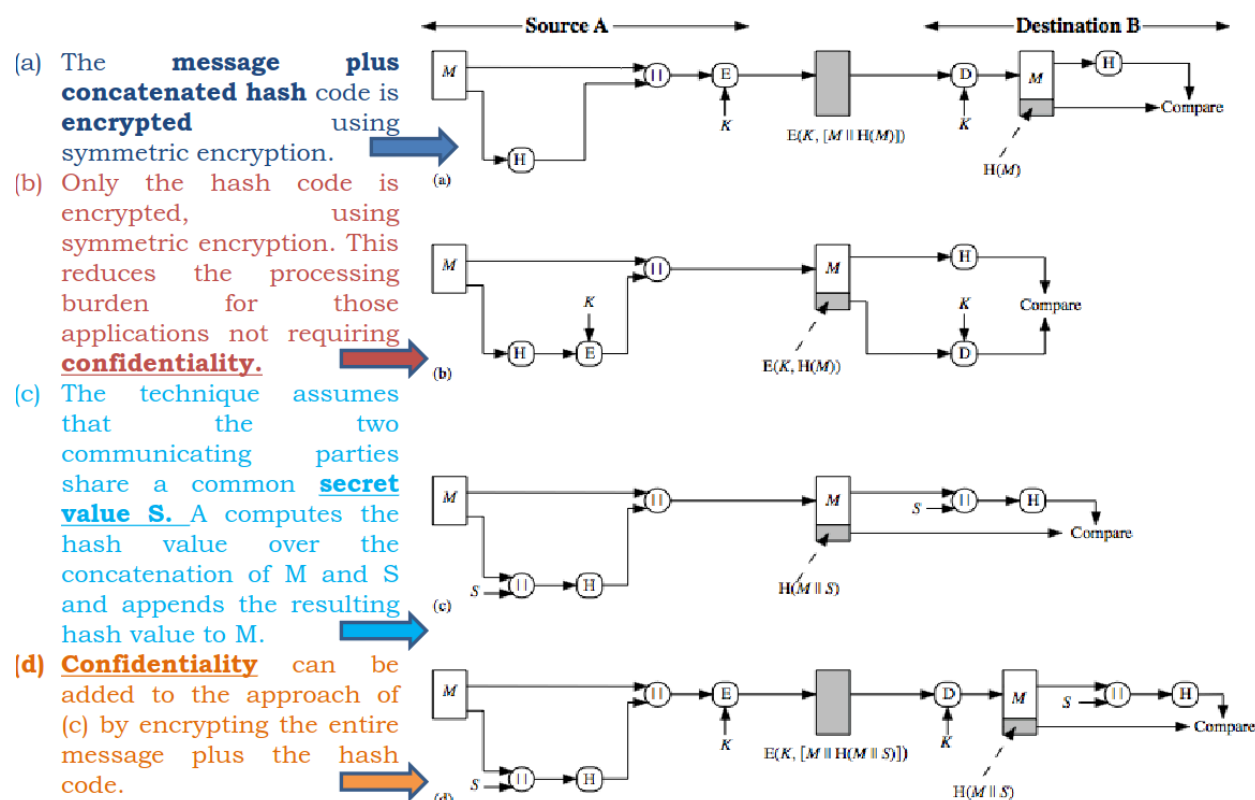 Source A
Destination B
(a) The message plus
concatenated hash code is
encrypted using
symmetric encryption.
(b) Only the hash code is
encrypted, using
symmetric encryption. This
reduces the processing
burden for those
applications not requiring
confidentiality.
(c) The technique assumes
that the two
communicating parties
share a common secret
value S. A computes the
hash value over the
concatenation of M and S
and appends the resulting
hash value to M.
(d) Confidentiality can be
added to the approach of
(c) by encrypting the entire
message plus the hash
code.
M
||
E
D
M
H
K
K
Compare
E(K, [M || H(M)])
H
H(M)
(a)
M
||
M
H
K
K
Compare
H
E
D
E(K, H(M))
(b)
M
||
M
S
||
H
Compare
S
||
H
H(M || S)
(c)
M
||
E
D
M
S
||
H
K
K
Compare
E(K, [M || H(M || S)])
S
||
H
H(M || S)
(d)